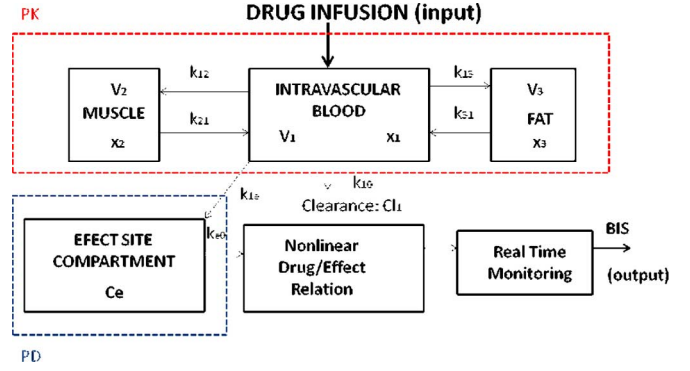 PK
DRUG INFUSION (input)
V2
MUSCLE
x2
k12
k21
INTRAVASCULAR
BLOOD
V1 x1
k13
k31
V3
FAT
x3
k1e
k10
Clearance: Cl1
EFECT SITE
COMPARTMENT
Ce
ke0
Nonlinear
Drug/Effect
Relation
Real Time
Monitoring
BIS
(output)
PD